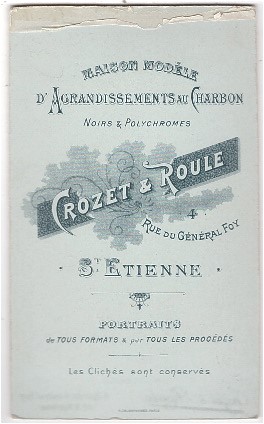 MAISON MODÈLE
D'AGRANDISSEMENTS AU CHARBON
NOIRS & POLYCHROMES
CROZET & ROULE
4
RUE DU GÉNÉRAL FOY
ST ETIENNE
PORTRAITS
de TOUS FORMATS & par TOUS LES PROCÉDÉS
Les Clichés sont conservés